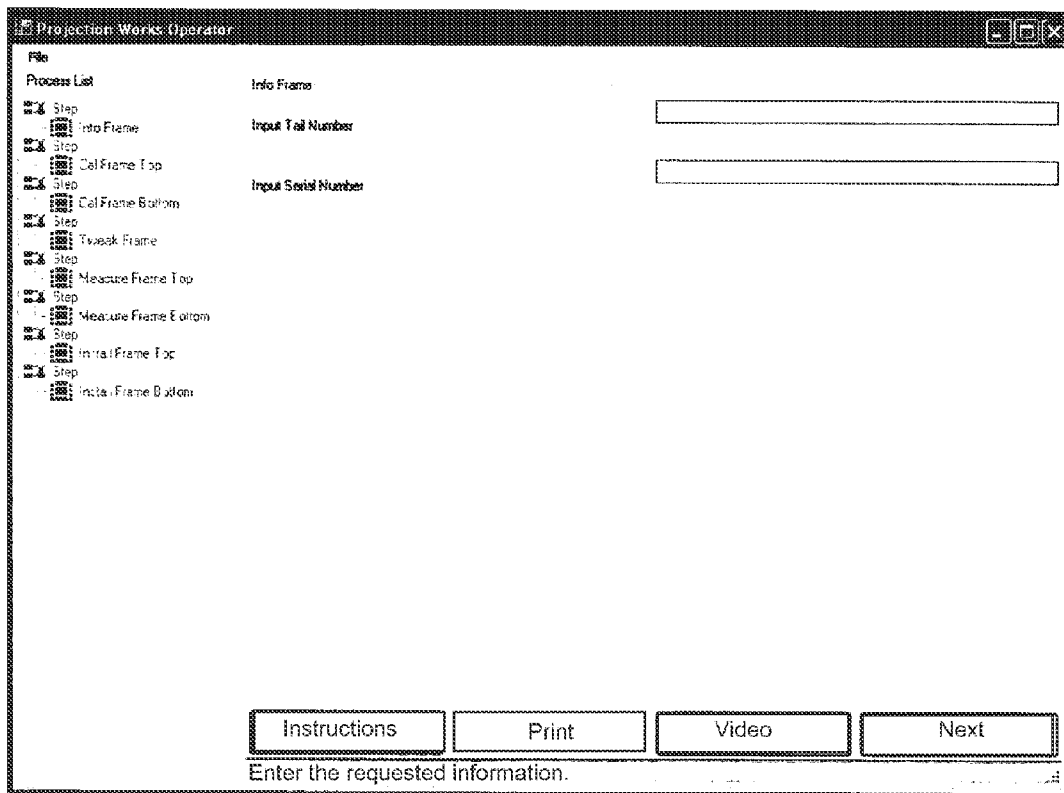 Projection Works Operator
File
Process List
Step
Info Frame
Step
Cal Frame Top
Step
Cal Frame Bottom
Step
Tweak Frame
Step
Measure Frame Top
Step
Measure Frame Bottom
Step
Install Frame Top
Step
Install Frame Bottom
Info Frame
Input Tail Number
Input Serial Number
Instructions
Print
Video
Next
Enter the requested information.